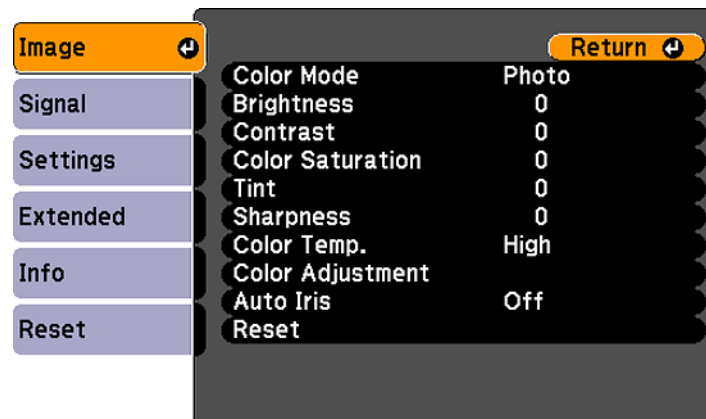 Image
Signal
Settings
Extended
Info
Reset
Return
Color Mode Photo
Brightness 0
Contrast 0
Color Saturation 0
Tint 0
Sharpness 0
Color Temp. High
Color Adjustment
Auto Iris Off
Reset